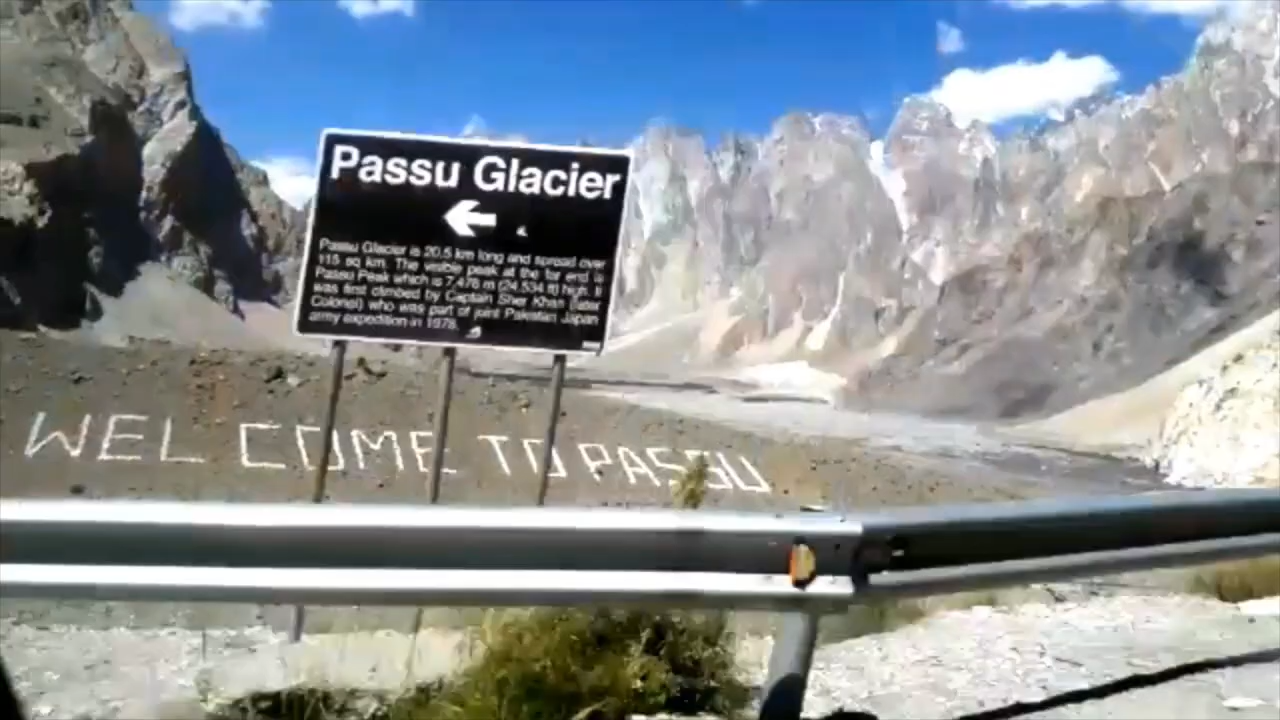 Passu Glacier
Passu Glacier is 20.5 km long and spread over
115 sq km. The visible peak at the far end is
Passu Peak which is 7,478 m (24,534 ft) high. It
was first climbed by Captain Sher Khan (later
Colonel) who was part of joint Pakistan Japan
army expedition in 1978.
WEL COME TO PASSU